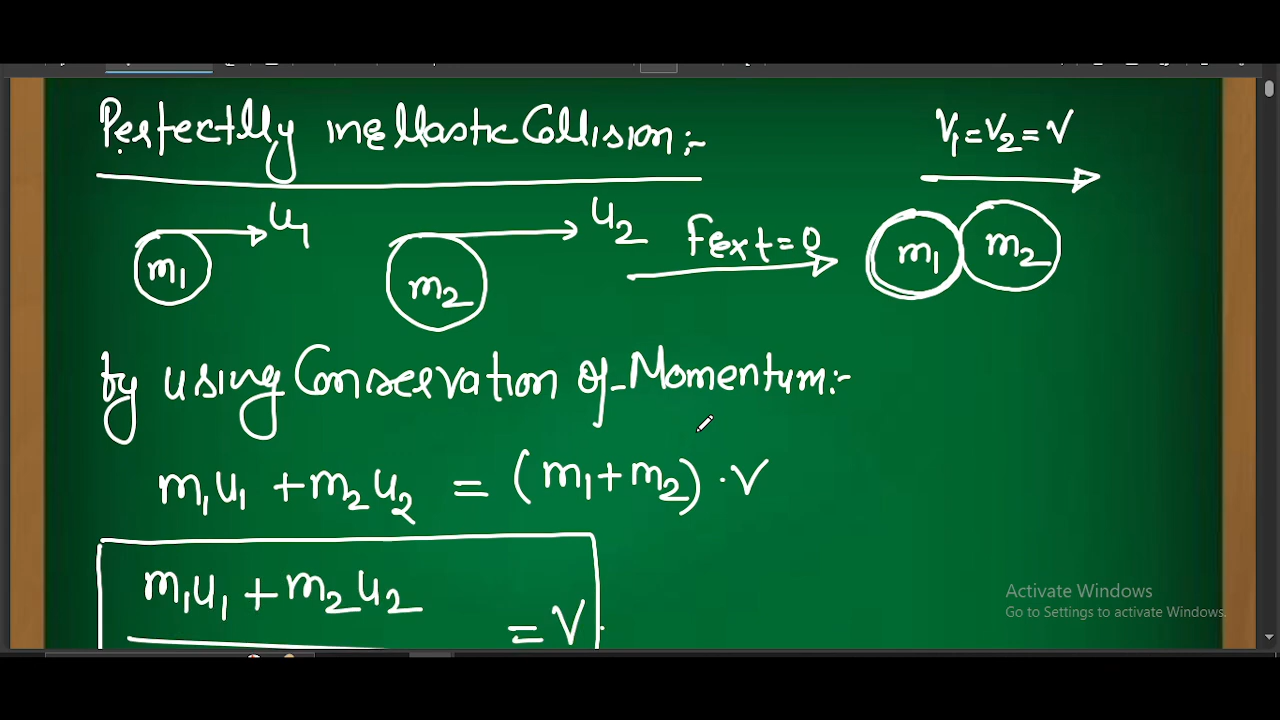 Perfectlly inellastic Collision:-
V1=V2=V
m1 u1 m2 u2 Fext=0 m1 m2
by using Conservation of Momentum:-
m1u1 + m2u2 = (m1+m2)·V
m1u1 + m2u2
= V
Activate Windows
Go to Settings to activate Windows.